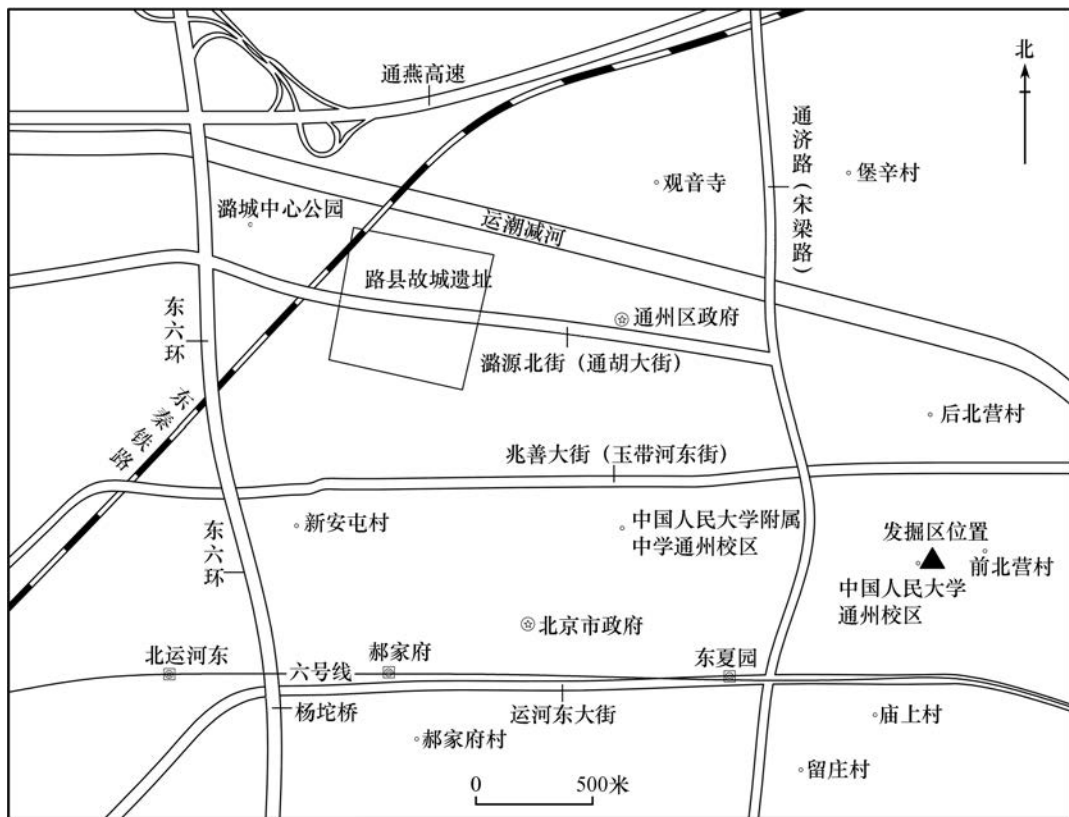 北
通燕高速
通济路(宋梁路)
观音寺
堡辛村
潞城中心公园
运潮减河
路县故城遗址
东六环
通州区政府
潞源北街(通胡大街)
东秦铁路
后北营村
兆善大街(玉带河东街)
新安屯村
中国人民大学附属
中学通州校区
东六环
发掘区位置
前北营村
中国人民大学
通州校区
北京市政府
北运河东
六号线
郝家府
东夏园
杨坨桥
运河东大街
庙上村
郝家府村
留庄村
0
500米